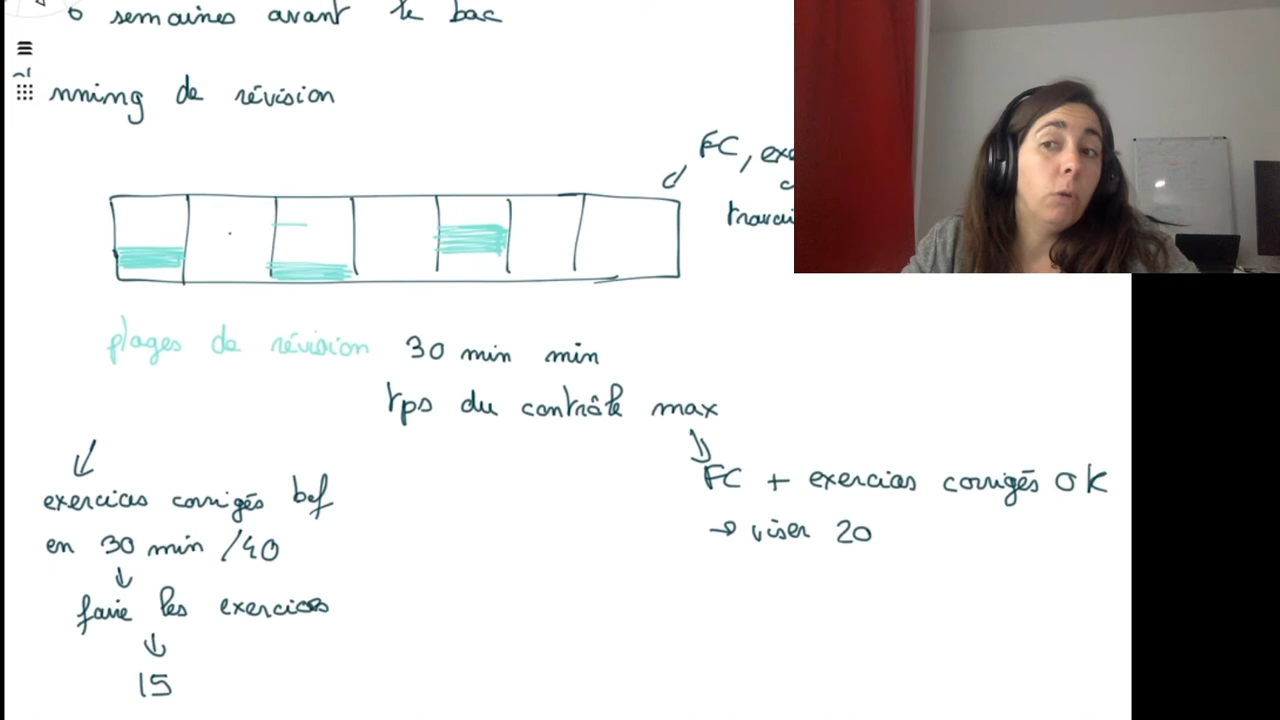 6 semaines avant le bac
nning de révision
FC, exe
travai
plages de révision 30 min min
tps du contrôle max
exercices corrigés bof
en 30 min /40
faire les exercices
15
FC + exercices corrigés OK
→ viser 20